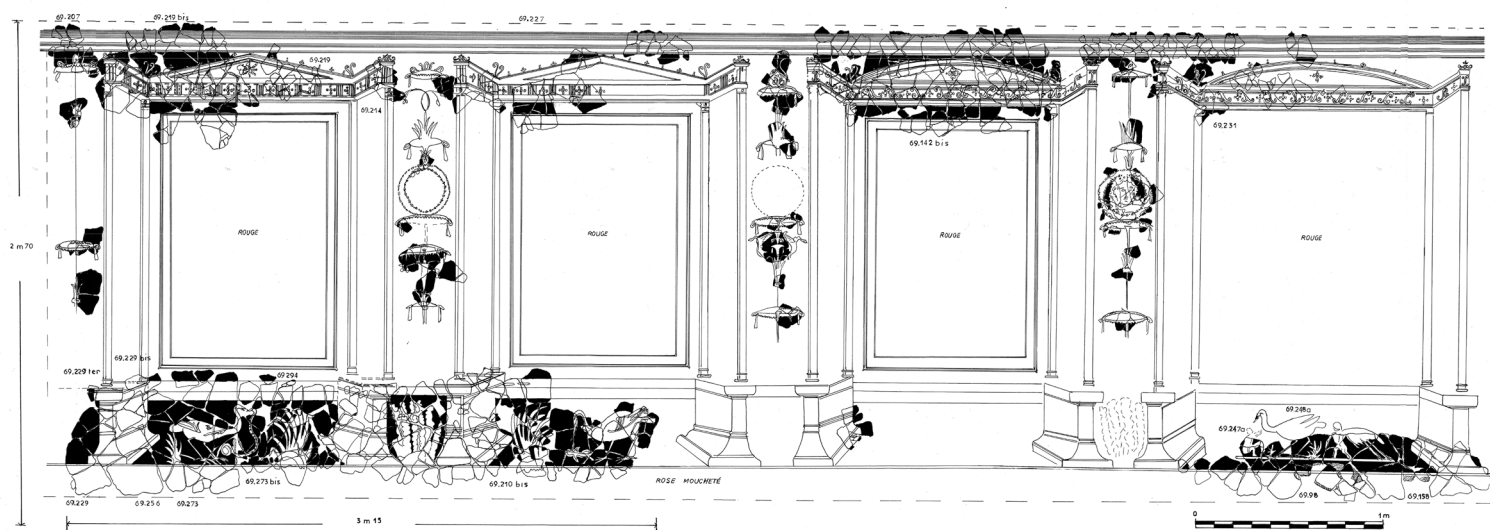 69.207
69.219 bis
69.227
69.219
69.214
69.142 bis
69.231
ROUGE
ROUGE
ROUGE
ROUGE
2 m 70
69.229 bis
69.229 ter
69 294
69.248a
69.247a
69.273 bis
69.210 bis
ROSE MOUCHETÉ
69.229
69.256
69.273
69.98
69.158
3 m 15
0
1m